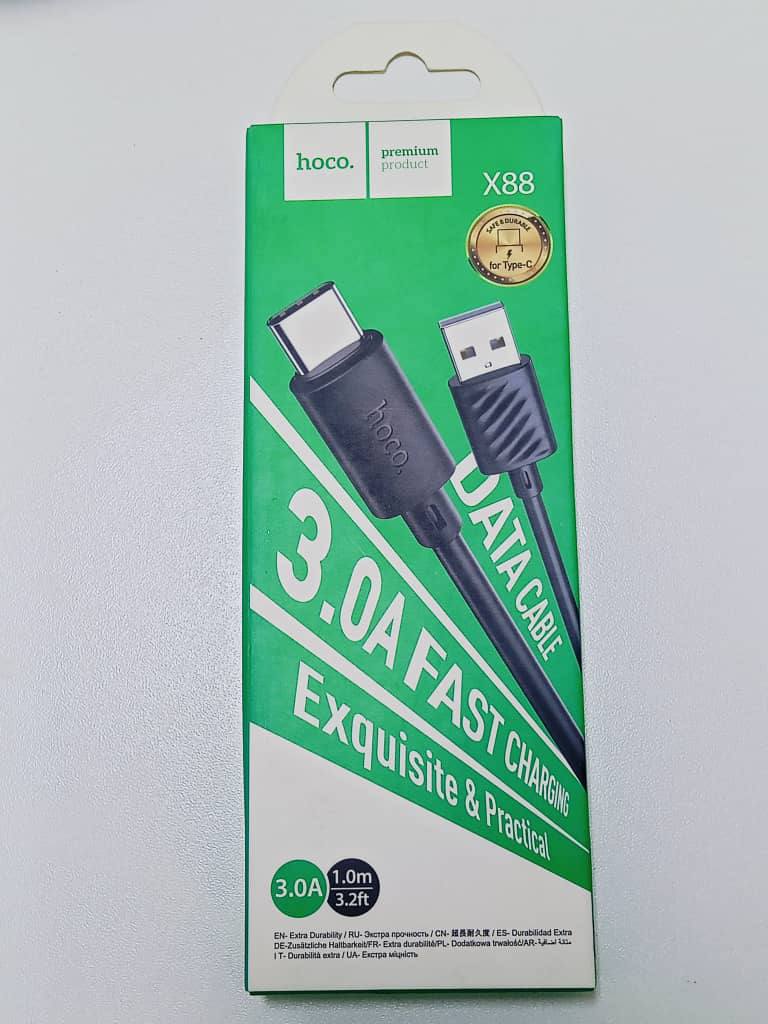 hoco.
premium
product
X88
SAFE & DURABLE
for Type-C
hoco.
DATA CABLE
3.0A FAST CHARGING
Exquisite & Practical
3.0A
1.0m
3.2ft
EN- Extra Durability / RU- Экстра прочность / CN- 超長耐久度 / ES- Durabilidad Extra
DE-Zusätzliche Haltbarkeit/FR- Extra durabilité/PL- Dodatkowa trwałość/AR- متانة اضافية
I T- Durabilità extra / UA- Екстра міцність